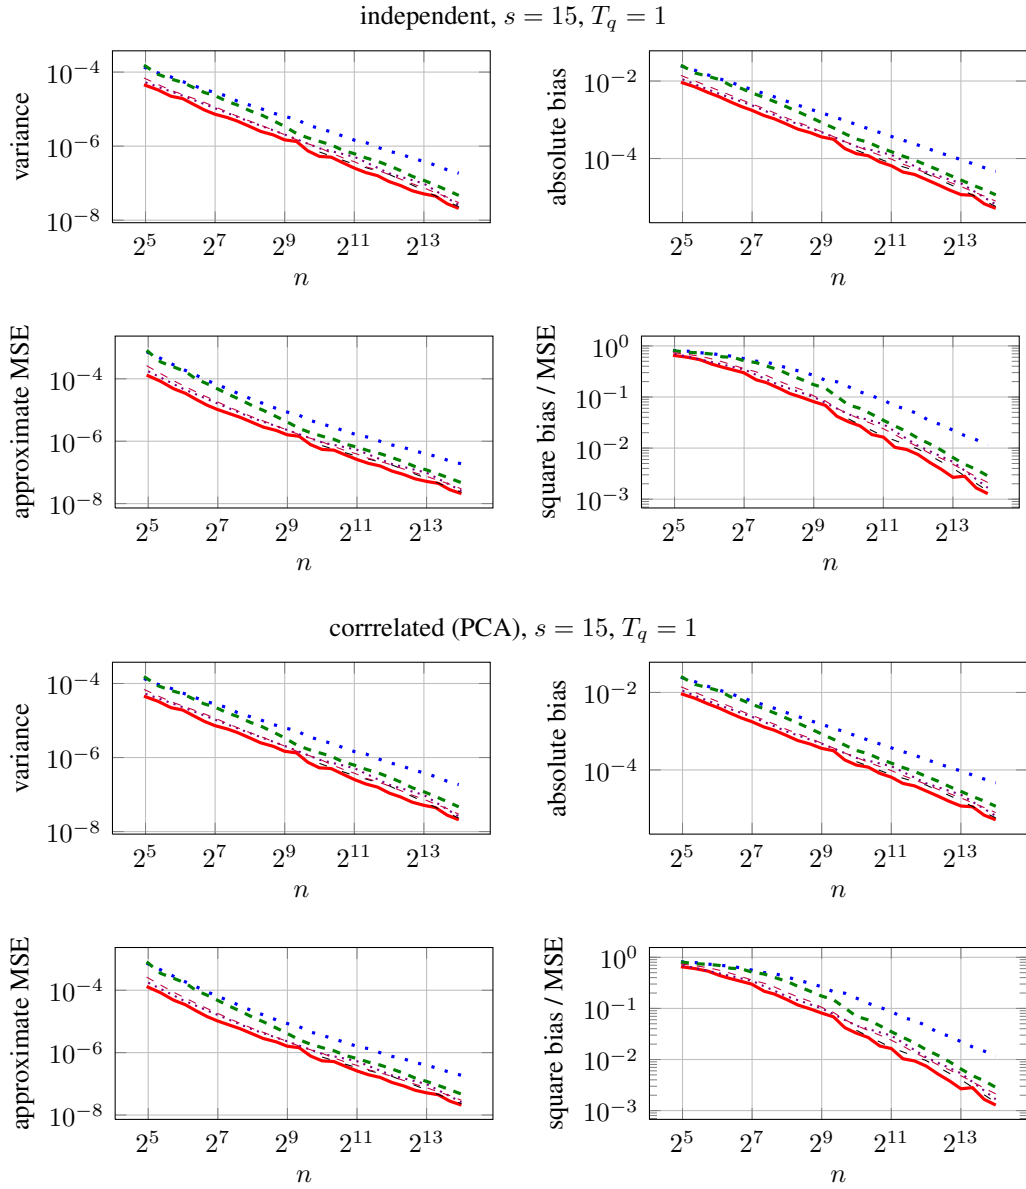 independent, s = 15, T_q = 1
variance
10^−4
10^−6
10^−8
2^5 2^7 2^9 2^11 2^13
n
absolute bias
10^−2
10^−4
2^5 2^7 2^9 2^11 2^13
n
approximate MSE
10^−4
10^−6
10^−8
2^5 2^7 2^9 2^11 2^13
n
square bias / MSE
10^0
10^−1
10^−2
10^−3
2^5 2^7 2^9 2^11 2^13
n
corrrelated (PCA), s = 15, T_q = 1
variance
10^−4
10^−6
10^−8
2^5 2^7 2^9 2^11 2^13
n
absolute bias
10^−2
10^−4
2^5 2^7 2^9 2^11 2^13
n
approximate MSE
10^−4
10^−6
10^−8
2^5 2^7 2^9 2^11 2^13
n
square bias / MSE
10^0
10^−1
10^−2
10^−3
2^5 2^7 2^9 2^11 2^13
n